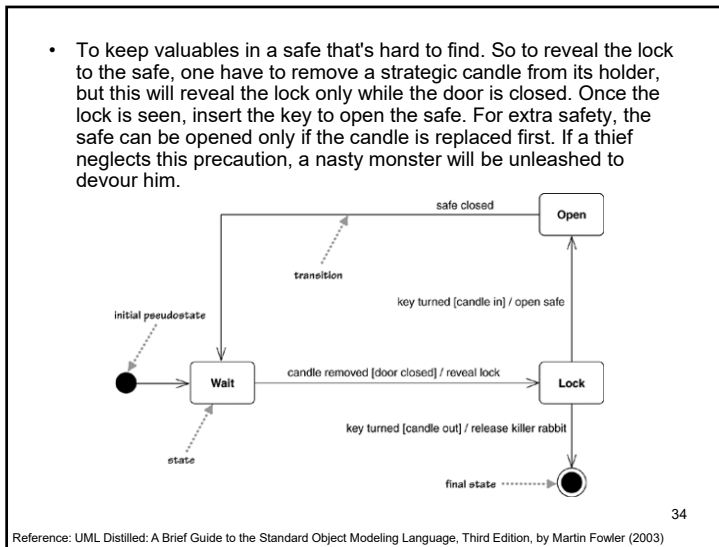 • To keep valuables in a safe that's hard to find. So to reveal the lock
to the safe, one have to remove a strategic candle from its holder,
but this will reveal the lock only while the door is closed. Once the
lock is seen, insert the key to open the safe. For extra safety, the
safe can be opened only if the candle is replaced first. If a thief
neglects this precaution, a nasty monster will be unleashed to
devour him.
safe closed
Open
transition
key turned [candle in] / open safe
initial pseudostate
Wait
candle removed [door closed] / reveal lock
Lock
key turned [candle out] / release killer rabbit
state
final state
34
Reference: UML Distilled: A Brief Guide to the Standard Object Modeling Language, Third Edition, by Martin Fowler (2003)